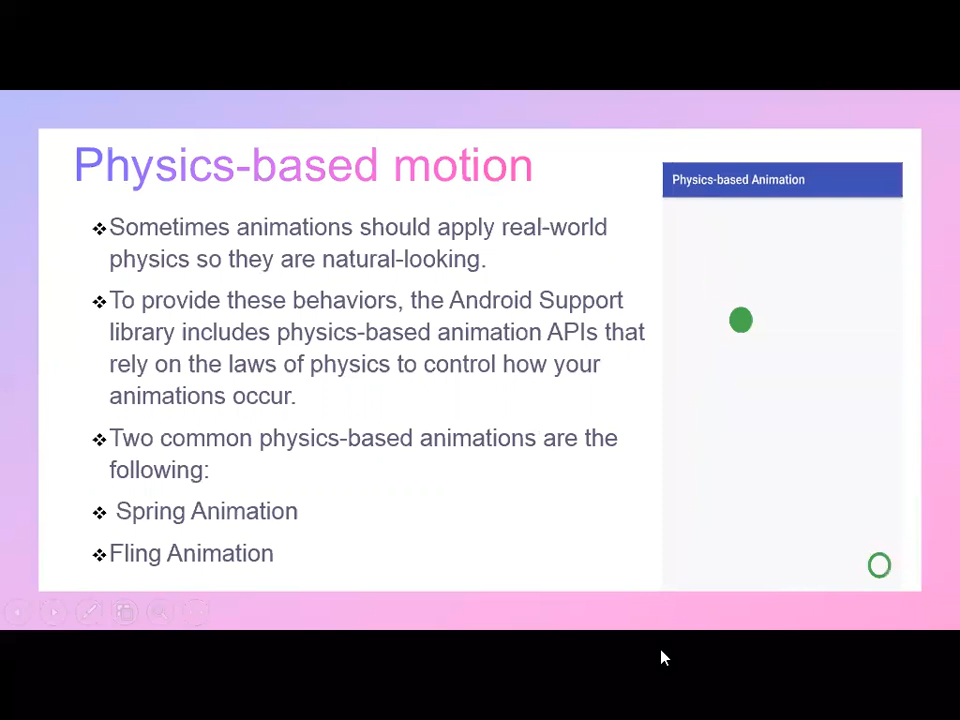 Physics-based motion
❖Sometimes animations should apply real-world
physics so they are natural-looking.
❖To provide these behaviors, the Android Support
library includes physics-based animation APIs that
rely on the laws of physics to control how your
animations occur.
❖Two common physics-based animations are the
following:
❖ Spring Animation
❖Fling Animation
Physics-based Animation